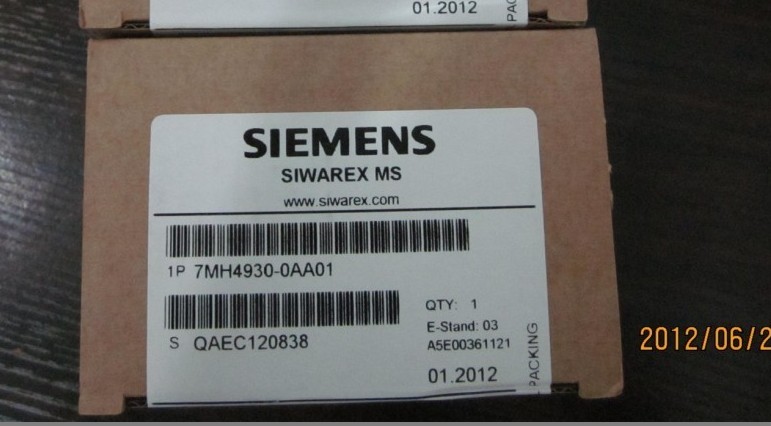 01.2012
SIEMENS
SIWAREX MS
www.siwarex.com
1P 7MH4930-0AA01
S QAEC120838
QTY: 1
E-Stand: 03
A5E00361121
01.2012
PACKING
2012/06/2